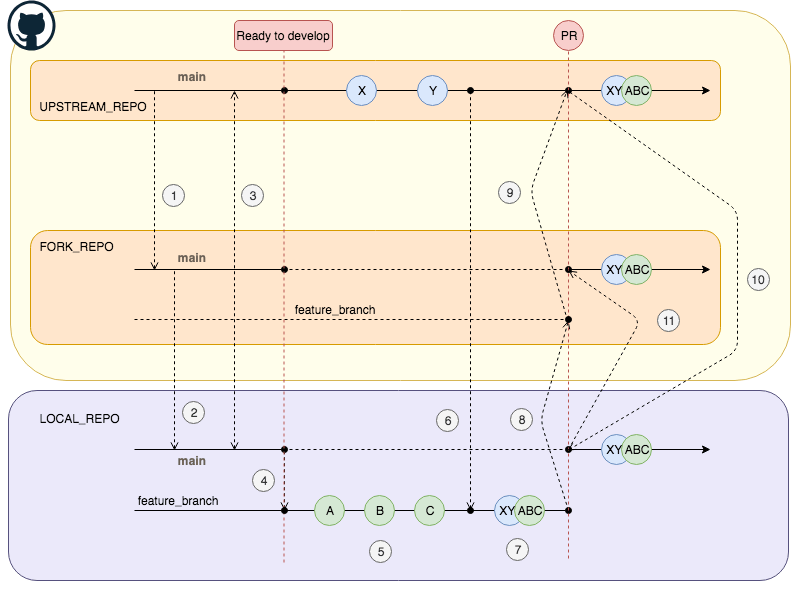 Ready to develop
PR
main
X
Y
XY
ABC
UPSTREAM_REPO
1
3
9
FORK_REPO
main
XY
ABC
10
feature_branch
11
2
LOCAL_REPO
6
8
main
XY
ABC
4
feature_branch
A
B
C
XY
ABC
5
7